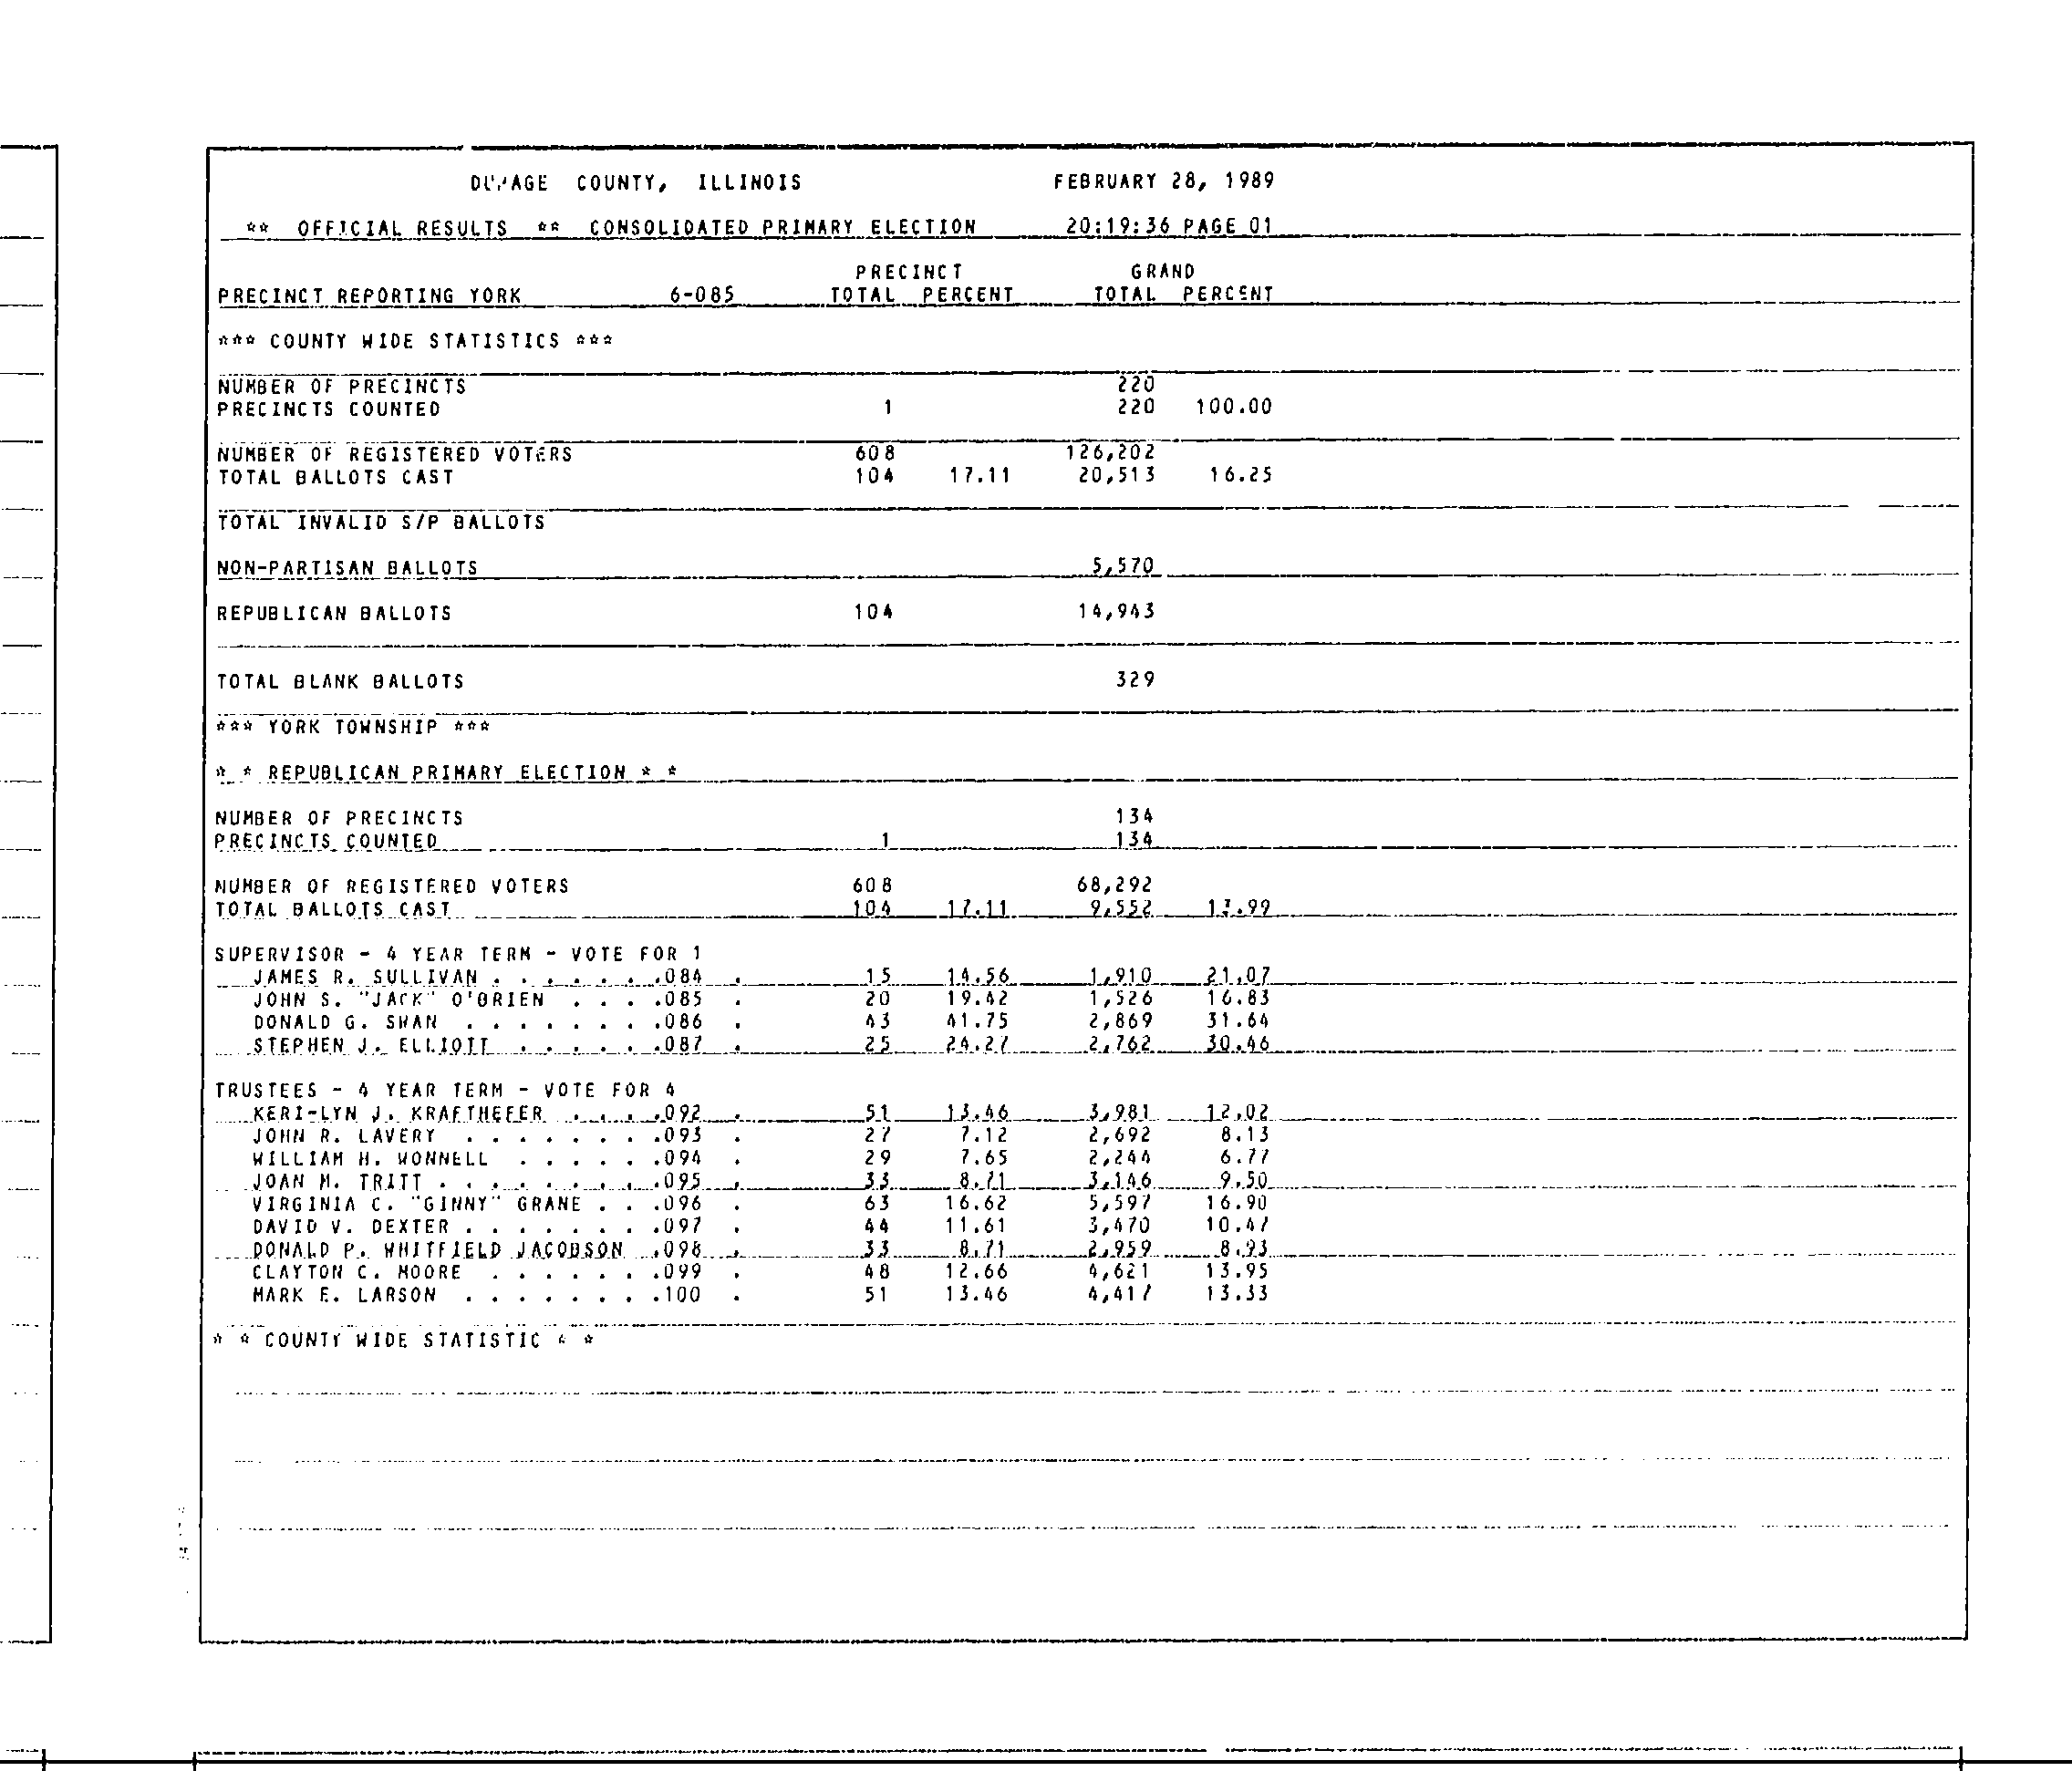 DUPAGE COUNTY, ILLINOIS FEBRUARY 28, 1989
** OFFICIAL RESULTS ** CONSOLIDATED PRIMARY ELECTION 20:19:36 PAGE 01
PRECINCT GRAND
PRECINCT REPORTING YORK 6-085 TOTAL PERCENT TOTAL PERCENT
*** COUNTY WIDE STATISTICS ***
NUMBER OF PRECINCTS 220
PRECINCTS COUNTED 1 220 100.00
NUMBER OF REGISTERED VOTERS 608 126,202
TOTAL BALLOTS CAST 104 17.11 20,513 16.25
TOTAL INVALID S/P BALLOTS
NON-PARTISAN BALLOTS 5,570
REPUBLICAN BALLOTS 104 14,943
TOTAL BLANK BALLOTS 329
*** YORK TOWNSHIP ***
* * REPUBLICAN PRIMARY ELECTION * *
NUMBER OF PRECINCTS 134
PRECINCTS COUNTED 1 134
NUMBER OF REGISTERED VOTERS 608 68,292
TOTAL BALLOTS CAST 104 17.11 9,552 13.99
SUPERVISOR - 4 YEAR TERM - VOTE FOR 1
JAMES R. SULLIVAN . . . . . . .084 . 15 14.56 1,910 21.07
JOHN S. "JACK" O'BRIEN . . . .085 . 20 19.42 1,526 16.83
DONALD G. SWAN . . . . . . . .086 . 43 41.75 2,869 31.64
STEPHEN J. ELLIOTT . . . . . .087 . 25 24.27 2,762 30.46
TRUSTEES - 4 YEAR TERM - VOTE FOR 4
KERI-LYN J. KRAFTHEFER . . . .092 . 51 13.46 3,981 12.02
JOHN R. LAVERY . . . . . . . .093 . 27 7.12 2,692 8.13
WILLIAM H. WONNELL . . . . . .094 . 29 7.65 2,244 6.77
JOAN M. TRITT . . . . . . . . .095 . 33 8.71 3,146 9.50
VIRGINIA C. "GINNY" GRANE . . .096 . 63 16.62 5,597 16.90
DAVID V. DEXTER . . . . . . . .097 . 44 11.61 3,470 10.47
DONALD P. WHITFIELD JACOBSON .098 . 33 8.71 2,959 8.93
CLAYTON C. MOORE . . . . . . .099 . 48 12.66 4,621 13.95
MARK E. LARSON . . . . . . . .100 . 51 13.46 4,417 13.33
* * COUNTY WIDE STATISTIC * *